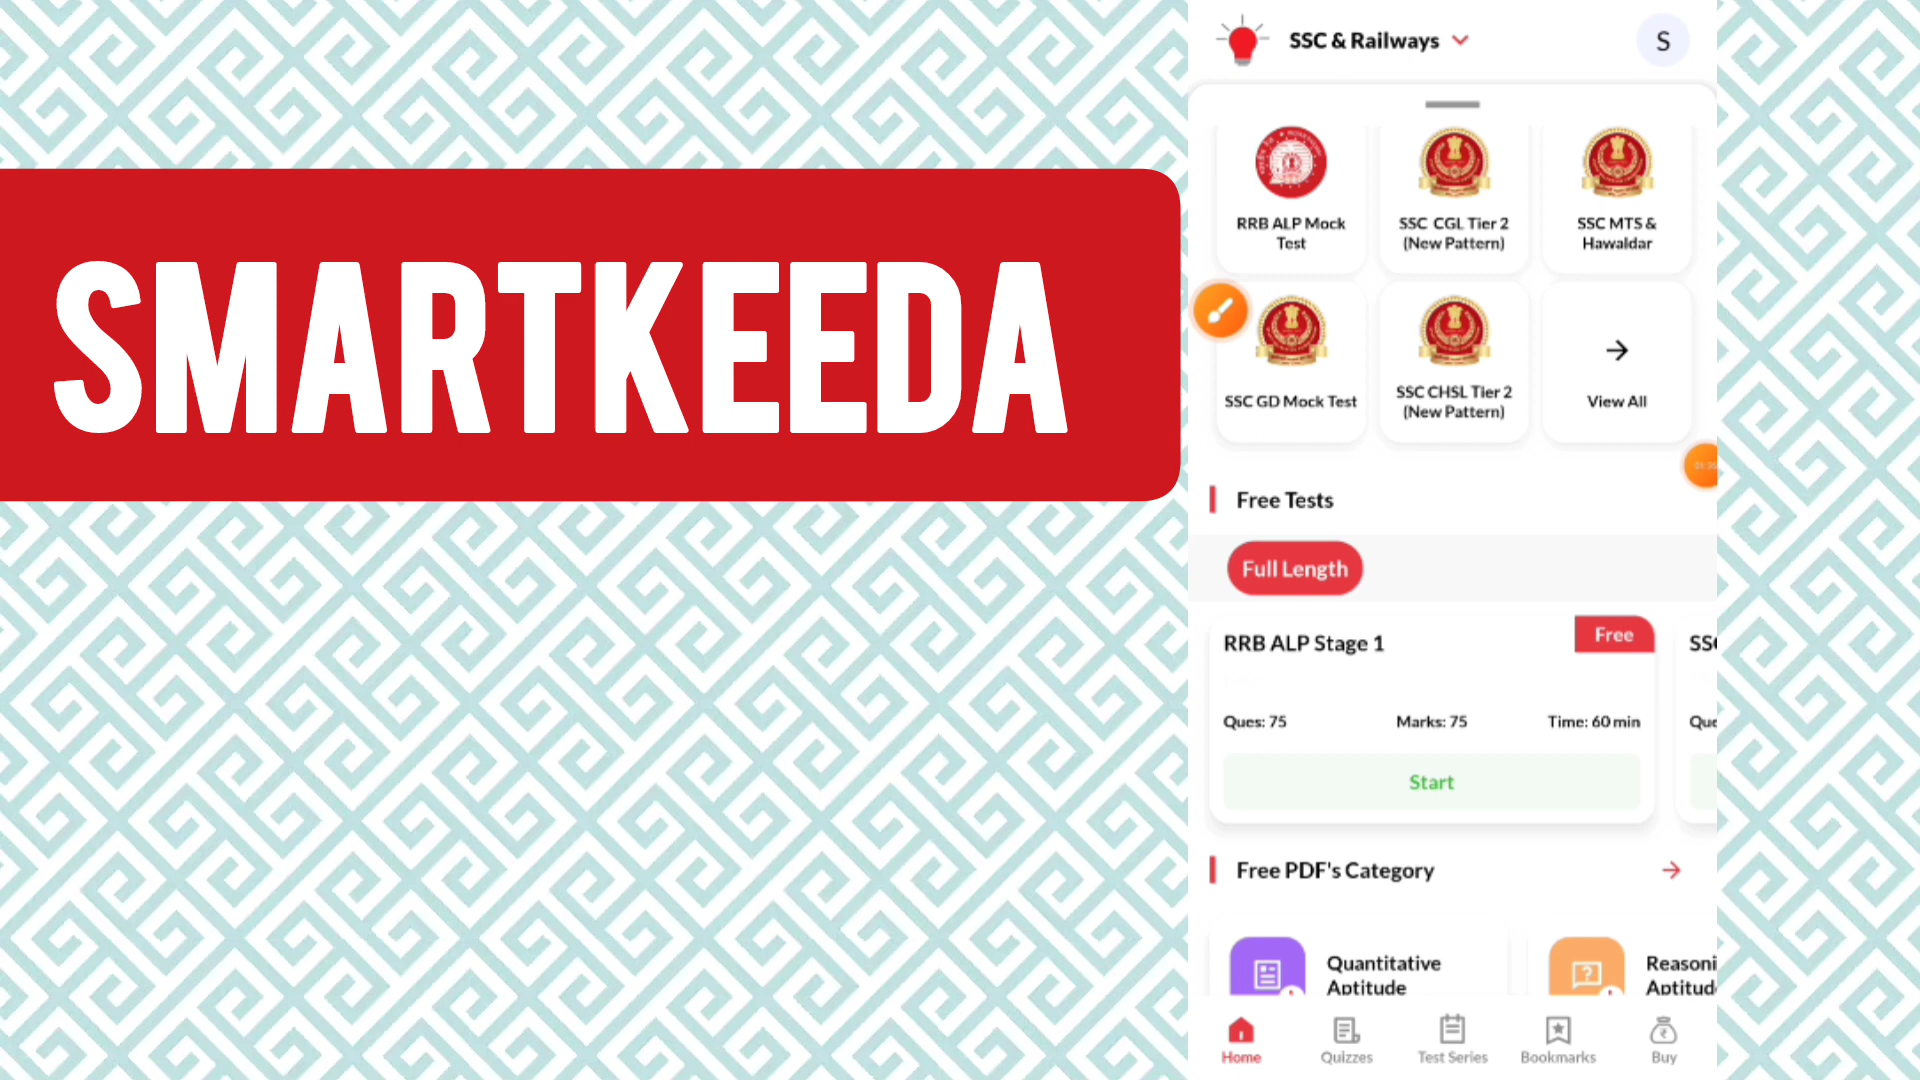 SMARTKEEDA
SSC & Railways
S
RRB ALP Mock
Test
SSC CGL Tier 2
(New Pattern)
SSC MTS &
Hawaldar
SSC GD Mock Test
SSC CHSL Tier 2
(New Pattern)
View All
Free Tests
Full Length
RRB ALP Stage 1
Free
Ques: 75
Marks: 75
Time: 60 min
Start
Free PDF's Category
Quantitative
Aptitude
Home
Quizzes
Test Series
Bookmarks
Buy